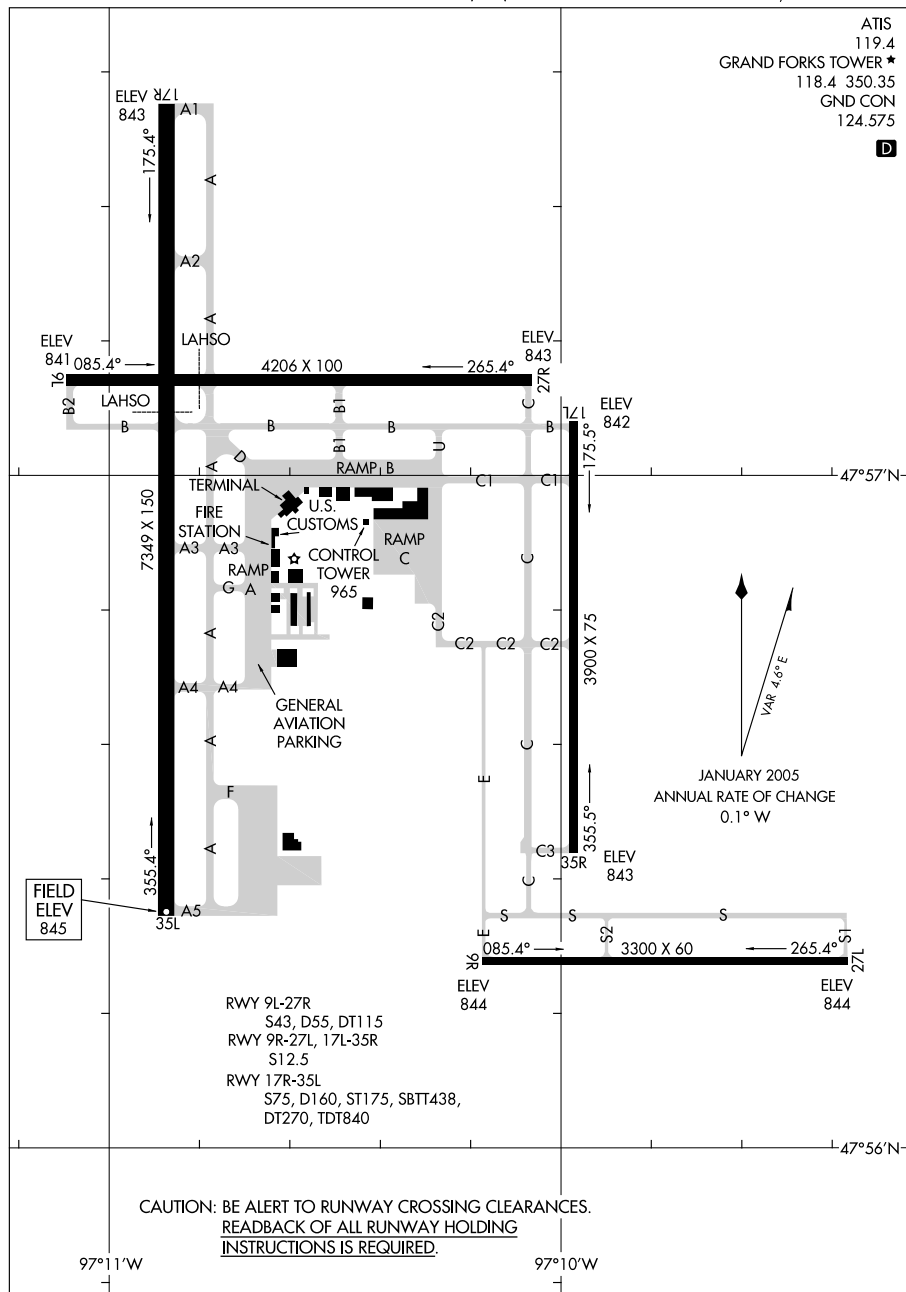 ATIS
119.4
GRAND FORKS TOWER ★
118.4 350.35
GND CON
124.575
D
ELEV
843
17R
A1
175.4°
A
A2
A
LAHSO
ELEV
841
9L
085.4°
4206 X 100
265.4°
ELEV
843
27R
B2
LAHSO
B1
C
B
B
B
B
17L
ELEV
842
A
D
B1
U
175.5°
RAMP B
47°57'N
TERMINAL
C1
C1
7349 X 150
FIRE
STATION
U.S.
CUSTOMS
A3
A3
RAMP
A
G
CONTROL
TOWER
965
RAMP
C
C
A
C2
C2
C2
C2
3900 X 75
VAR 4.6° E
A4
A4
GENERAL
AVIATION
PARKING
A
C
E
JANUARY 2005
ANNUAL RATE OF CHANGE
0.1° W
F
355.4°
A
355.5°
C3
35R
ELEV
843
C
FIELD
ELEV
845
35L
A5
S
S
S
E
S2
S1
9R
085.4°
3300 X 60
265.4°
27L
ELEV
844
ELEV
844
RWY 9L-27R
S43, D55, DT115
RWY 9R-27L, 17L-35R
S12.5
RWY 17R-35L
S75, D160, ST175, SBTT438,
DT270, TDT840
47°56'N
CAUTION: BE ALERT TO RUNWAY CROSSING CLEARANCES.
READBACK OF ALL RUNWAY HOLDING
INSTRUCTIONS IS REQUIRED.
97°11'W
97°10'W